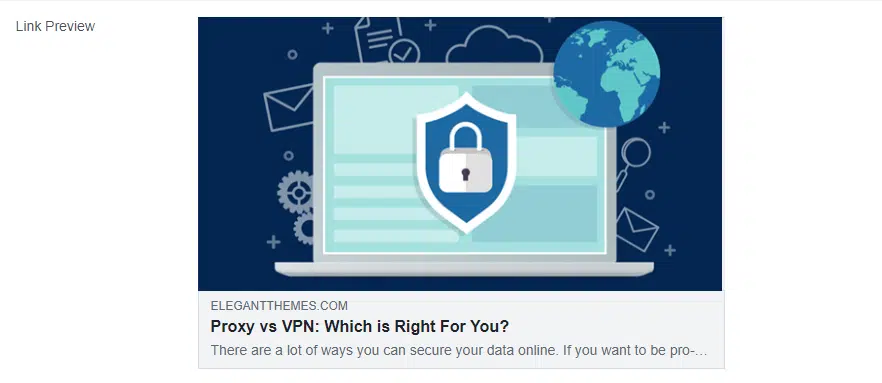 Link Preview
ELEGANTTHEMES.COM
Proxy vs VPN: Which is Right For You?
There are a lot of ways you can secure your data online. If you want to be pro-...